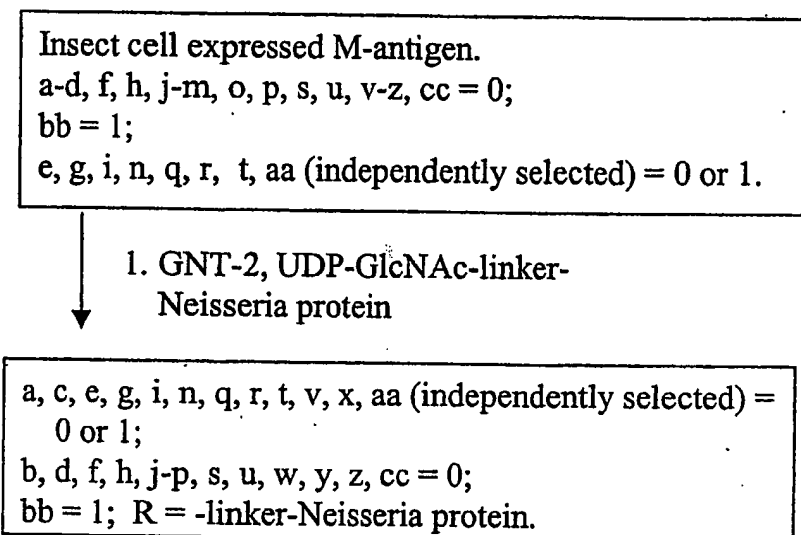 Insect cell expressed M-antigen.
a-d, f, h, j-m, o, p, s, u, v-z, cc = 0;
bb = 1;
e, g, i, n, q, r, t, aa (independently selected) = 0 or 1.
1. GNT-2, UDP-GlcNAc-linker-
Neisseria protein
a, c, e, g, i, n, q, r, t, v, x, aa (independently selected) =
0 or 1;
b, d, f, h, j-p, s, u, w, y, z, cc = 0;
bb = 1; R = -linker-Neisseria protein.